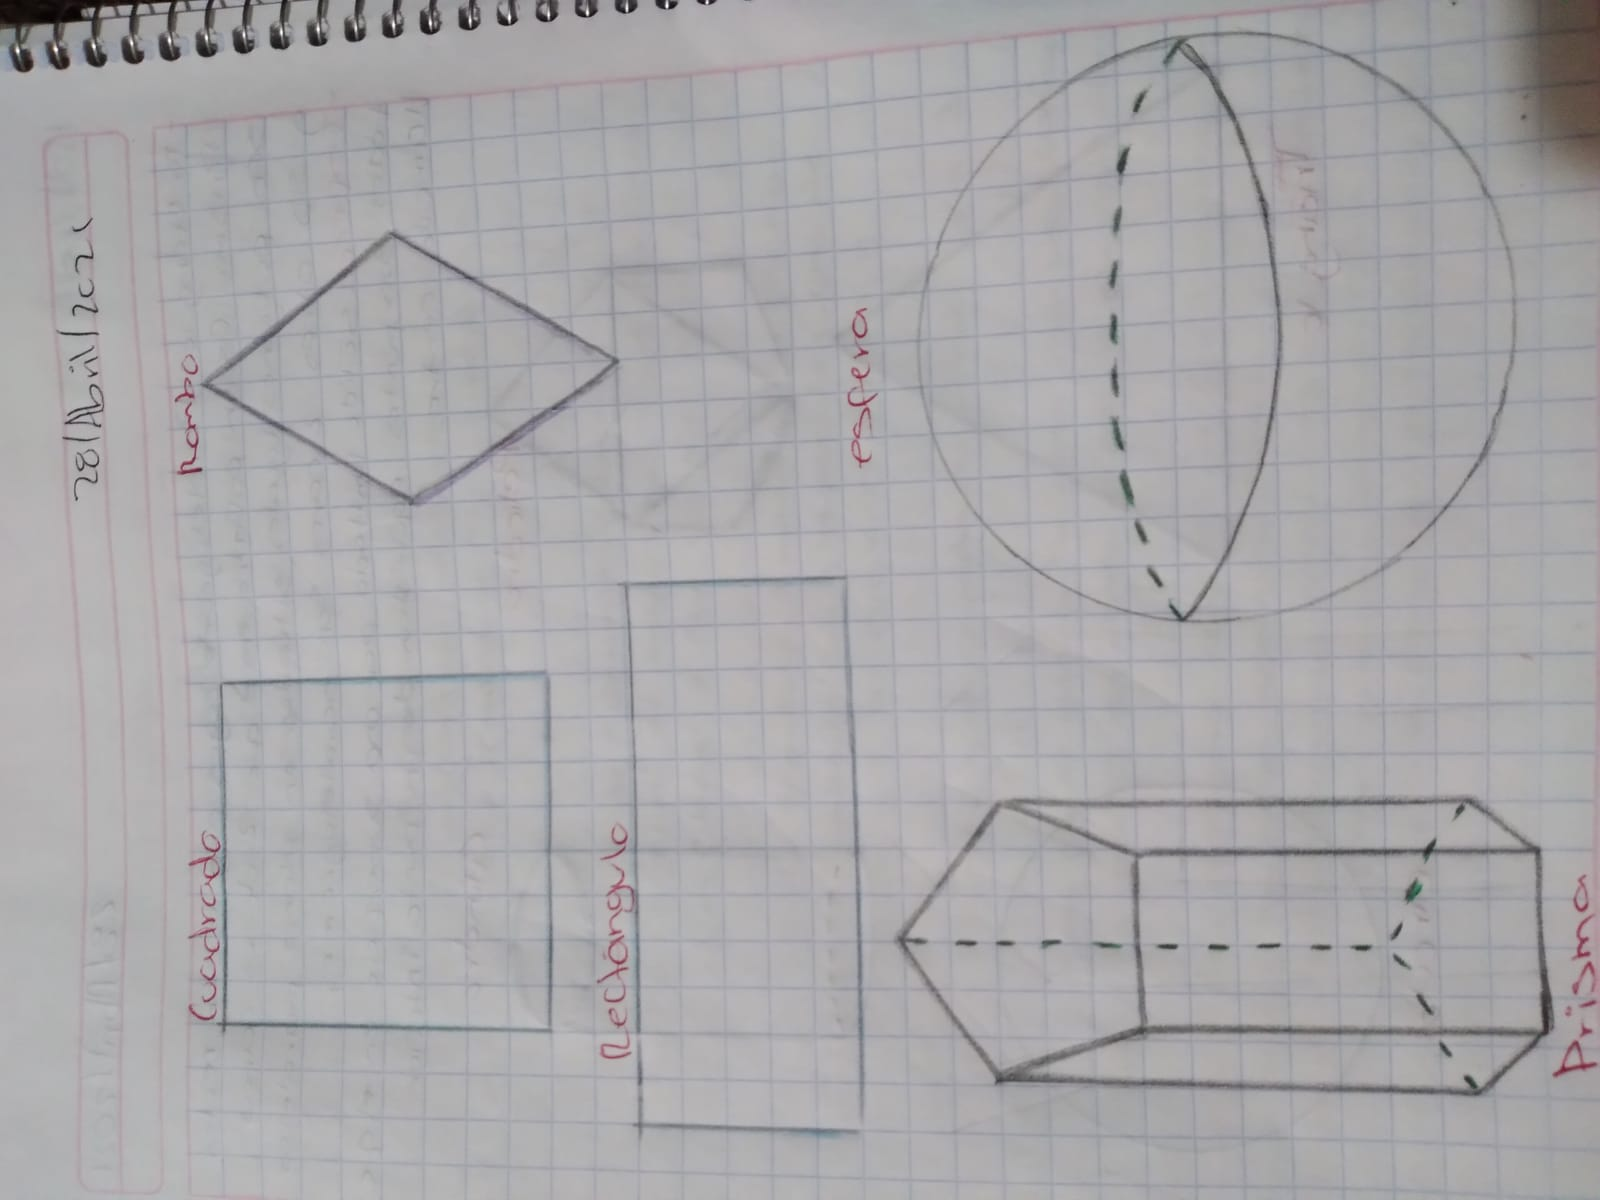 28/Abril/2021
Cuadrado
Rombo
Rectángulo
esfera
Prisma